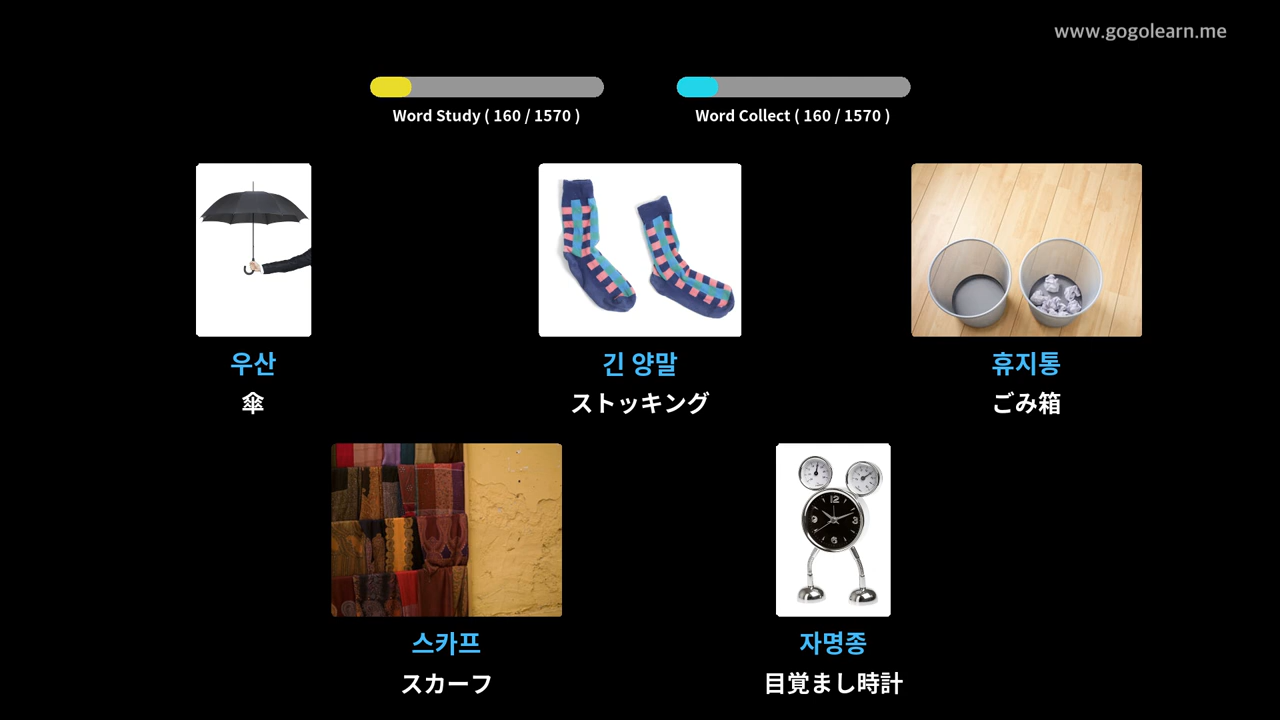 www.gogolearn.me
Word Study ( 160 / 1570 )
Word Collect ( 160 / 1570 )
우산
傘
긴 양말
ストッキング
휴지통
ごみ箱
스카프
スカーフ
자명종
目覚まし時計